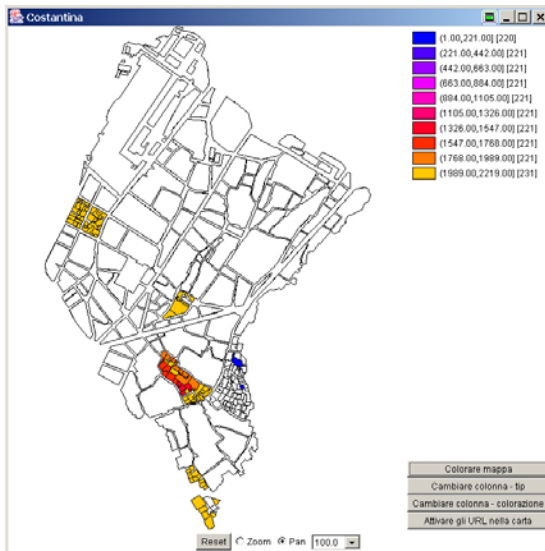 Costantina
(1.00,221.00] [220]
(221.00,442.00] [221]
(442.00,663.00] [221]
(663.00,884.00] [221]
(884.00,1105.00] [221]
(1105.00,1326.00] [221]
(1326.00,1547.00] [221]
(1547.00,1768.00] [221]
(1768.00,1989.00] [221]
(1989.00,2219.00] [231]
Colorare mappa
Cambiare colonna - tip
Cambiare colonna - colorazione
Attivare gli URL nella carta
Reset Zoom Pan 100.0